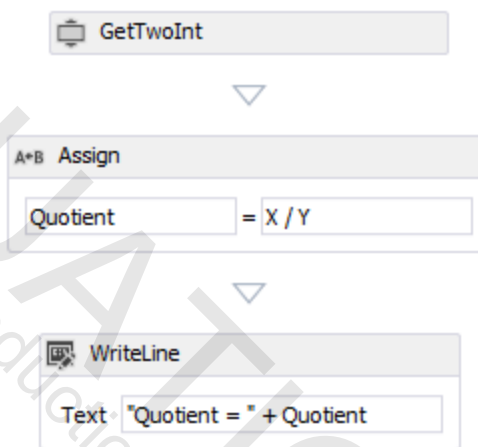 GetTwoInt
A+B Assign
Quotient = X / Y
WriteLine
Text "Quotient = " + Quotient